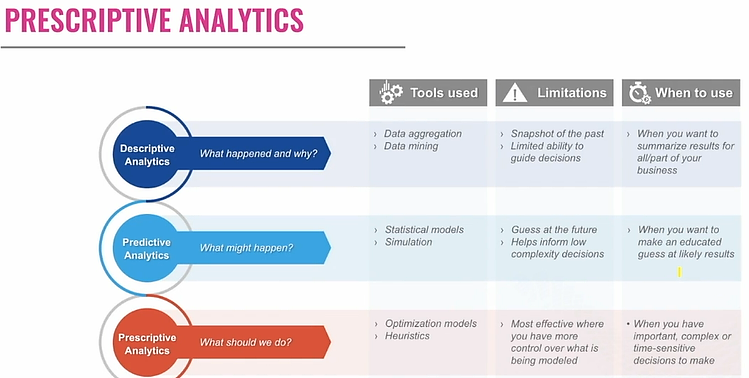 PRESCRIPTIVE ANALYTICS
Tools used
Limitations
When to use
Descriptive
Analytics
What happened and why?
› Data aggregation
› Data mining
› Snapshot of the past
› Limited ability to
guide decisions
› When you want to
summarize results for
all/part of your
business
Predictive
Analytics
What might happen?
› Statistical models
› Simulation
› Guess at the future
› Helps inform low
complexity decisions
› When you want to
make an educated
guess at likely results
Prescriptive
Analytics
What should we do?
› Optimization models
› Heuristics
› Most effective where
you have more
control over what is
being modeled
• When you have
important, complex or
time-sensitive
decisions to make